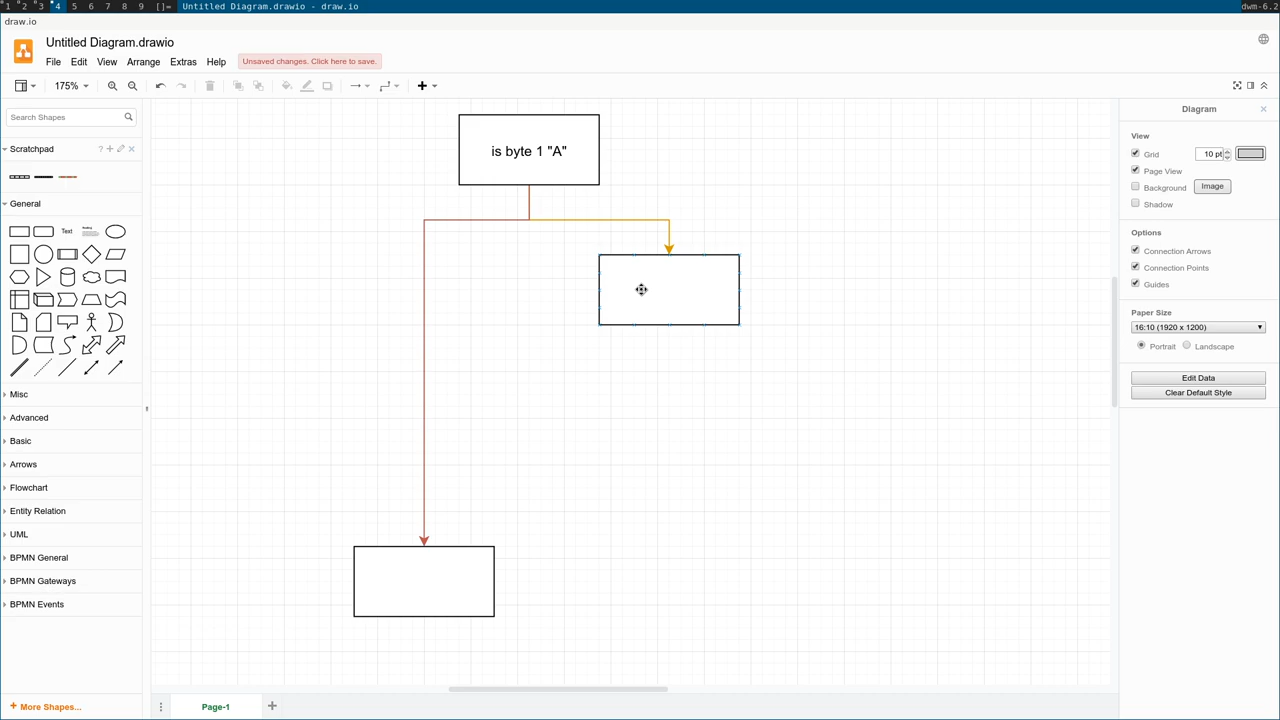 1 2 3 4 5 6 7 8 9 []= Untitled Diagram.drawio - draw.io dwm-6.2
draw.io
Untitled Diagram.drawio
File Edit View Arrange Extras Help Unsaved changes. Click here to save.
175%
Search Shapes
Scratchpad
?
General
Text
Misc
Advanced
Basic
Arrows
Flowchart
Entity Relation
UML
BPMN General
BPMN Gateways
BPMN Events
+ More Shapes...
is byte 1 "A"
Page-1
Diagram
View
Grid 10 pt
Page View
Background Image
Shadow
Options
Connection Arrows
Connection Points
Guides
Paper Size
16:10 (1920 x 1200)
Portrait Landscape
Edit Data
Clear Default Style